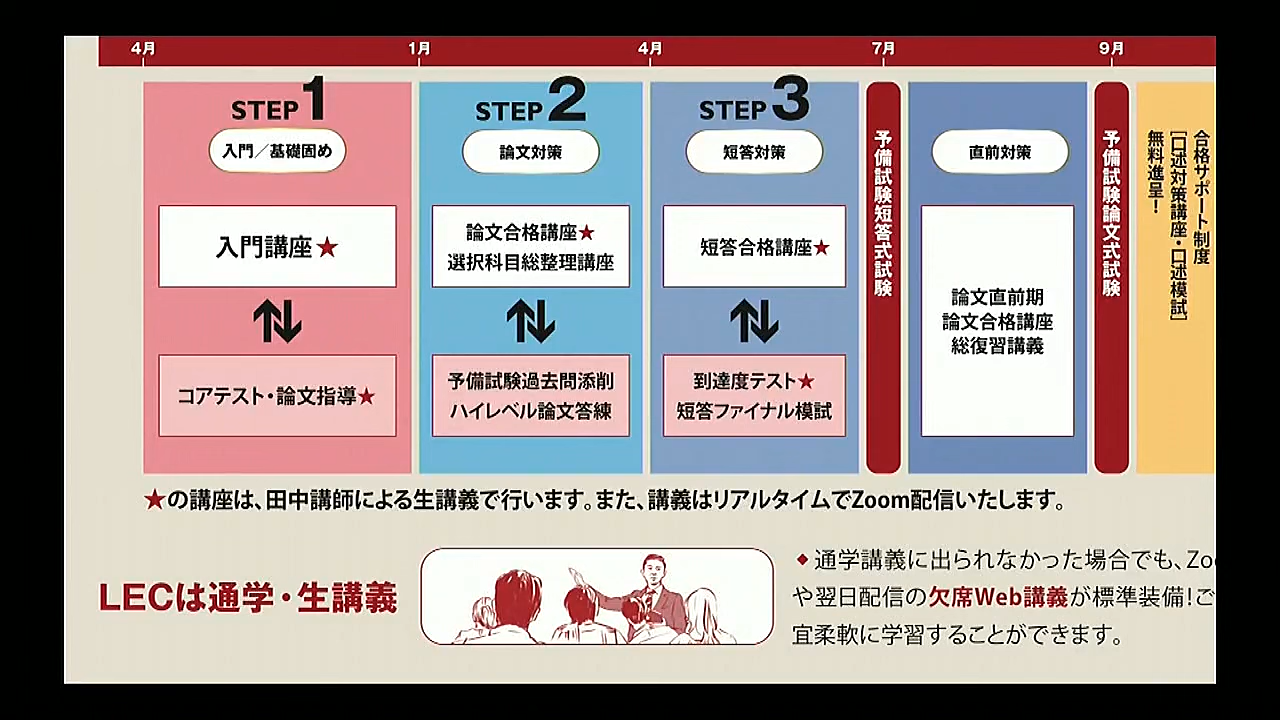 4月 1月 4月 7月 9月
STEP1
入門／基礎固め
入門講座★
コアテスト・論文指導★
STEP2
論文対策
論文合格講座★
選択科目総整理講座
予備試験過去問添削
ハイレベル論文答練
STEP3
短答対策
短答合格講座★
到達度テスト★
短答ファイナル模試
予備試験短答式試験
直前対策
論文直前期
論文合格講座
総復習講義
予備試験論文式試験
合格サポート制度
［口述対策講座・口述模試］
無料進呈！
★の講座は、田中講師による生講義で行います。また、講義はリアルタイムでZoom配信いたします。
LECは通学・生講義
◆通学講義に出られなかった場合でも、Zo
や翌日配信の欠席Web講義が標準装備！ご
宜柔軟に学習することができます。